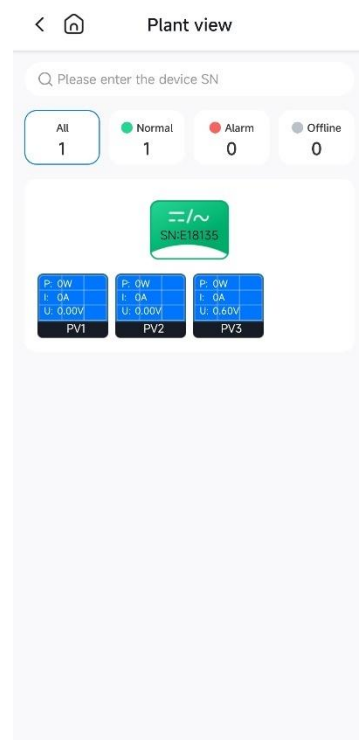 Plant view
Please enter the device SN
All
1
Normal
1
Alarm
0
Offline
0
SN:E18135
P: 0W
I: 0A
U: 0.00V
PV1
P: 0W
I: 0A
U: 0.00V
PV2
P: 0W
I: 0A
U: 0.60V
PV3